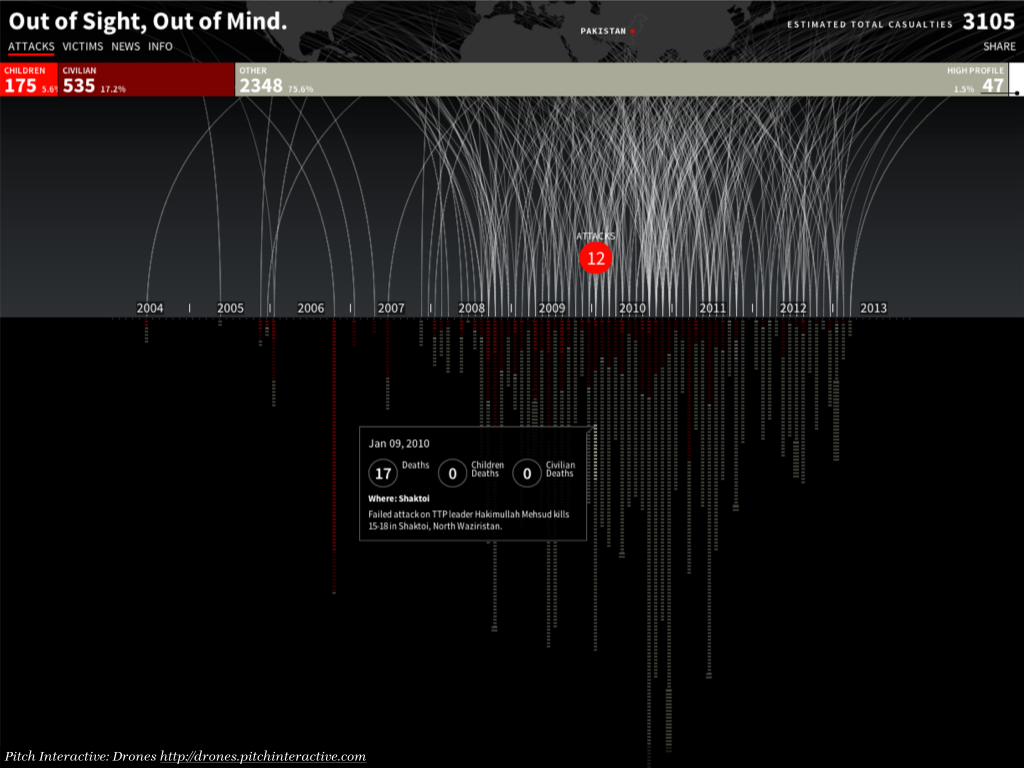 Out of Sight, Out of Mind.
PAKISTAN
ESTIMATED TOTAL CASUALTIES 3105
ATTACKS VICTIMS NEWS INFO
SHARE
CHILDREN
175 5.6%
CIVILIAN
535 17.2%
OTHER
2348 75.6%
HIGH PROFILE
1.5% 47
ATTACKS
12
2004 2005 2006 2007 2008 2009 2010 2011 2012 2013
Jan 09, 2010
17 Deaths 0 Children Deaths 0 Civilian Deaths
Where: Shaktoi
Failed attack on TTP leader Hakimullah Mehsud kills
15-18 in Shaktoi, North Waziristan.
Pitch Interactive: Drones http://drones.pitchinteractive.com